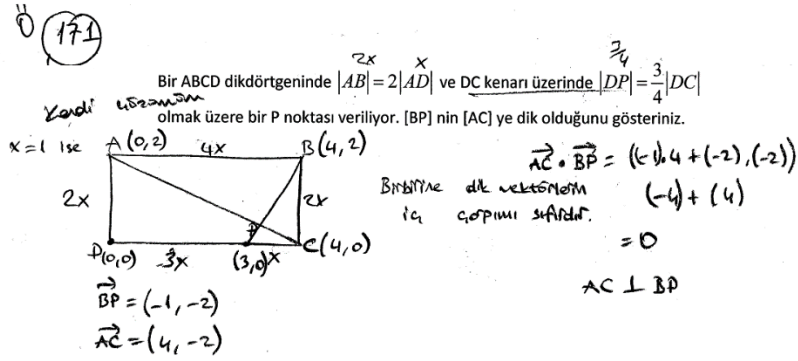 Ö 171
2x x 3/4
Bir ABCD dikdörtgeninde |AB|=2|AD| ve DC kenarı üzerinde |DP|=3/4|DC|
Kendi çözümüm
olmak üzere bir P noktası veriliyor. [BP] nin [AC] ye dik olduğunu gösteriniz.
x=1 ise A(0,2) 4x B(4,2)
AC · BP = ((-1).4 + (-2).(-2))
2x 2x
Birbirine dik vektörlerin (-4) + (4)
iç çarpımı sıfırdır.
= 0
P
D(0,0) 3x (3,0) x C(4,0)
AC ⊥ BP
BP = (-1, -2)
AC = (4, -2)